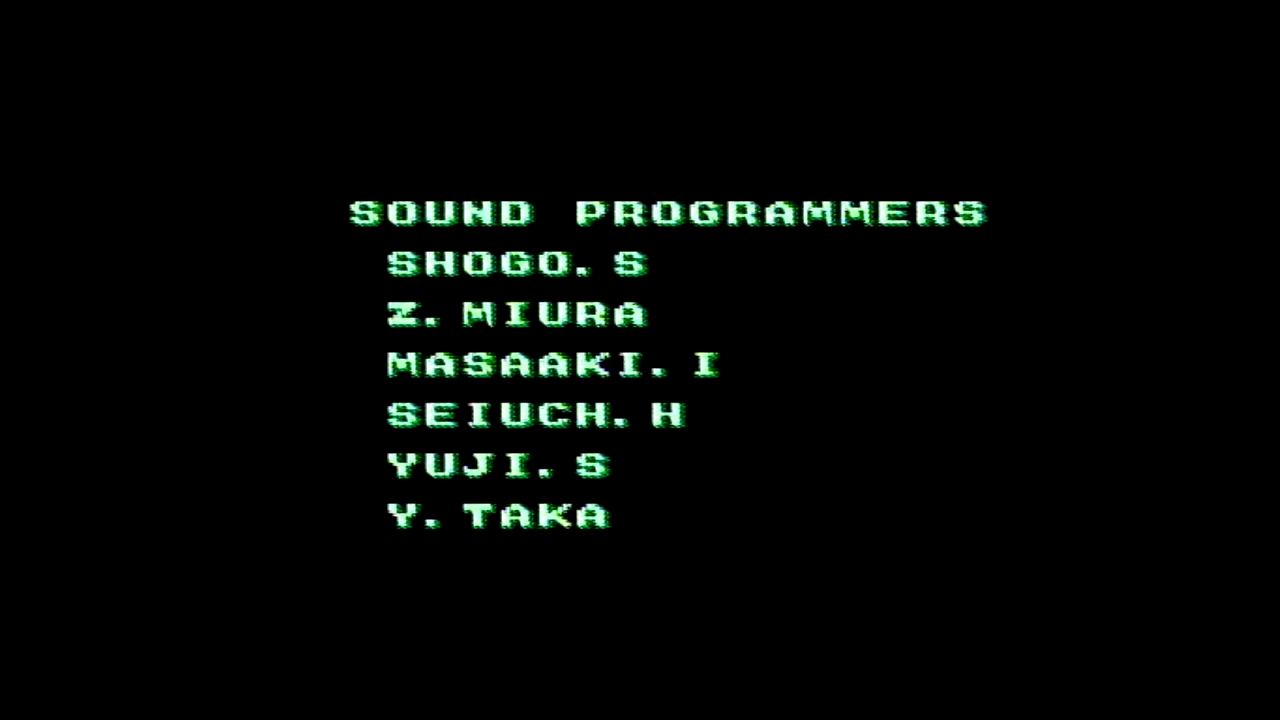 SOUND PROGRAMMERS
SHOGO. S
Z. MIURA
MASAAKI. I
SEIUCH. H
YUJI. S
Y. TAKA